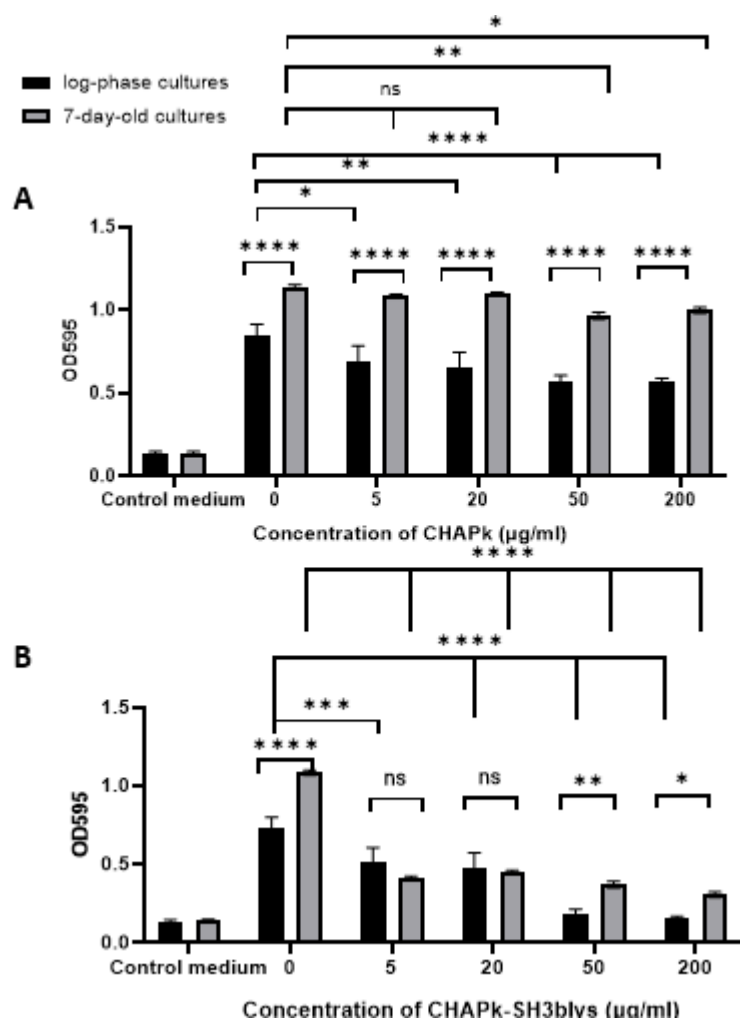 *
log-phase cultures
**
7-day-old cultures
ns
****
**
A
*
1.5
**** **** **** **** ****
1.0
OD595
0.5
0.0
Control medium 0 5 20 50 200
Concentration of CHAPk (µg/ml)
****
B
****
1.5
***
****
ns ns ** *
1.0
OD595
0.5
0.0
Control medium 0 5 20 50 200
Concentration of CHAPk-SH3blys (µg/ml)